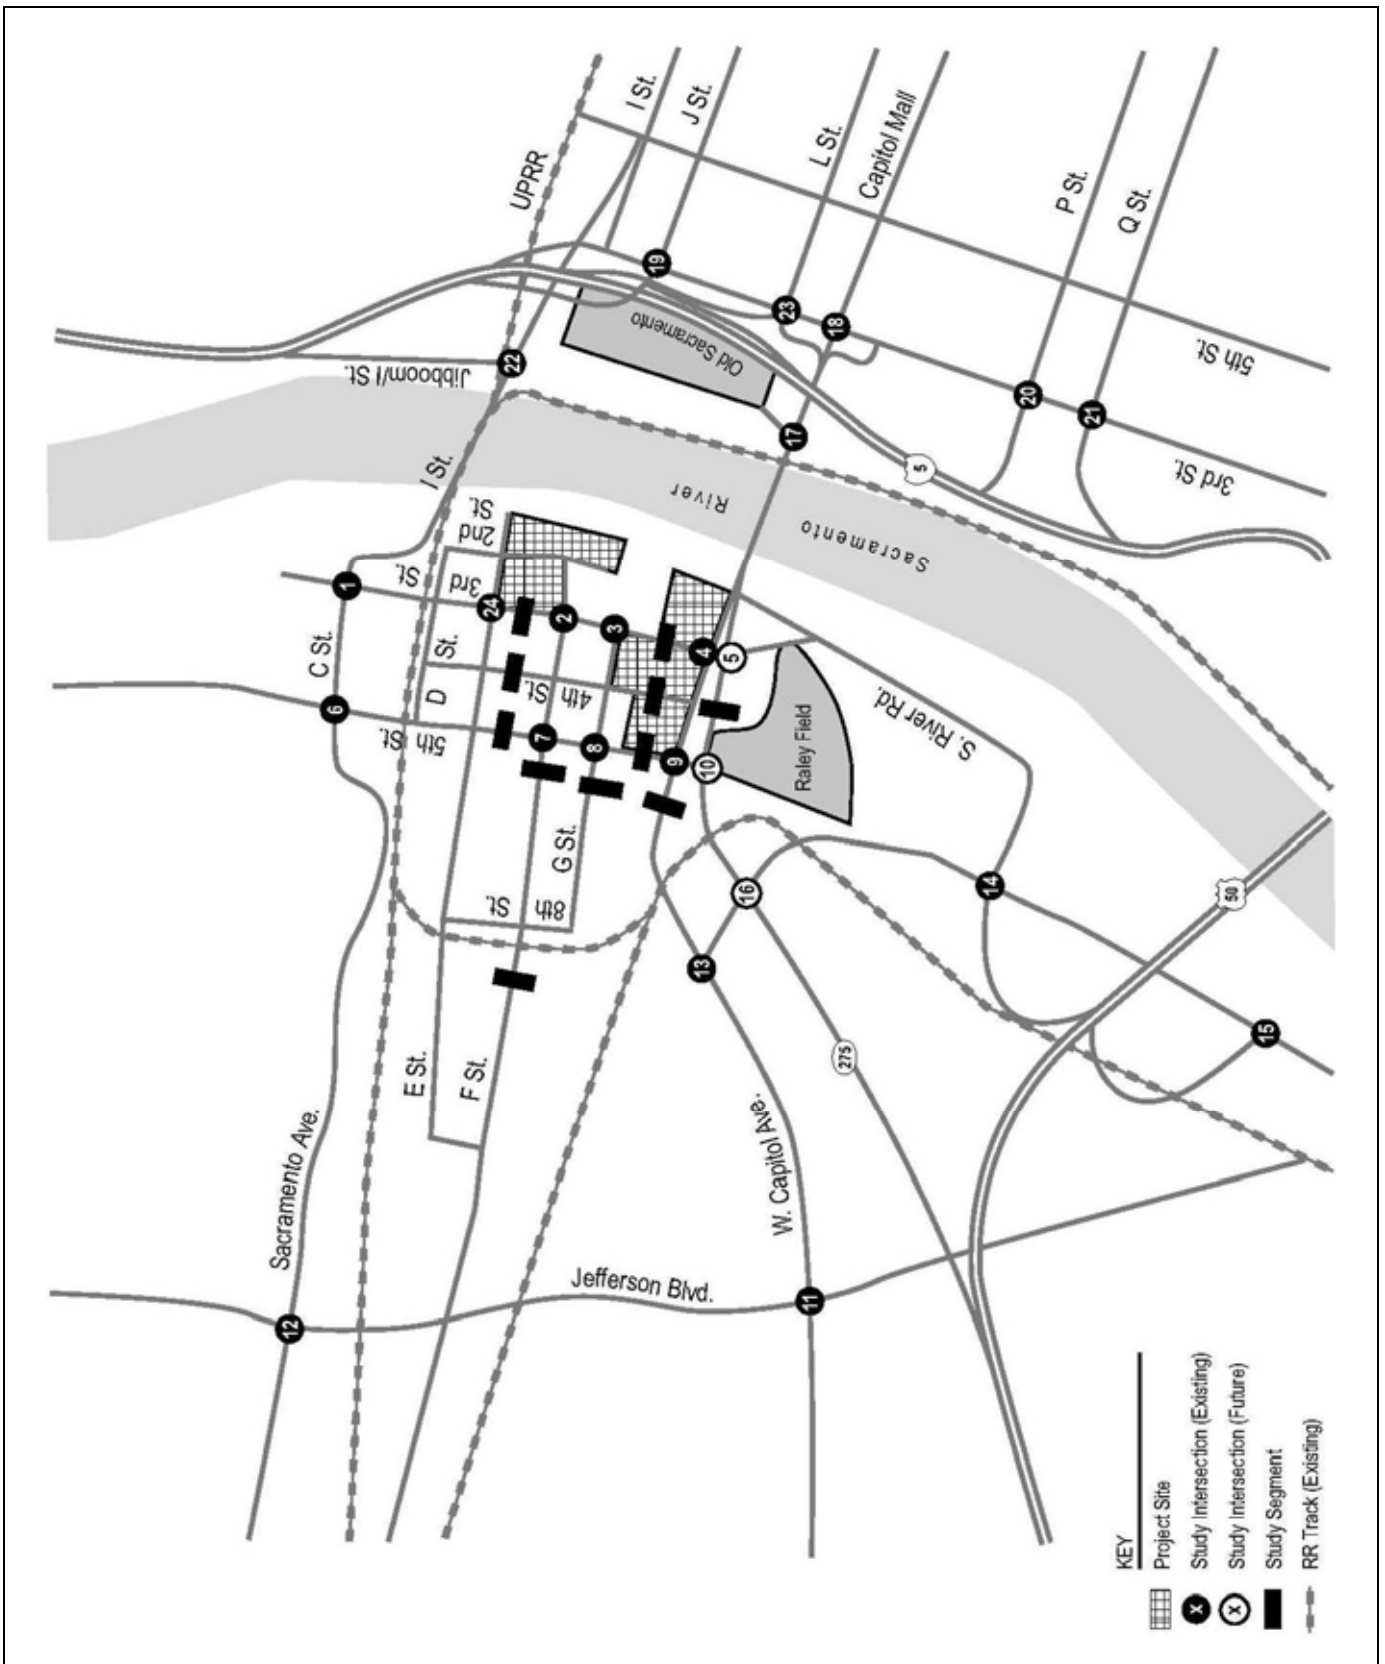 UPRR
I St.
J St.
L St.
Capitol Mall
P St.
Q St.
5th St.
3rd St.
19
23
18
20
21
22
17
5
Old Sacramento
Jibboom/I St.
I St.
River
Sacramento
2nd
St.
3rd
St.
C St.
D
St.
4th
St.
5th
St.
1
24
2
3
4
5
6
7
8
9
10
Raley Field
S. River Rd.
G St.
8th
St.
16
13
14
15
50
275
E St.
F St.
Sacramento Ave.
W. Capitol Ave.
Jefferson Blvd.
12
11
KEY
Project Site
X Study Intersection (Existing)
X Study Intersection (Future)
Study Segment
RR Track (Existing)